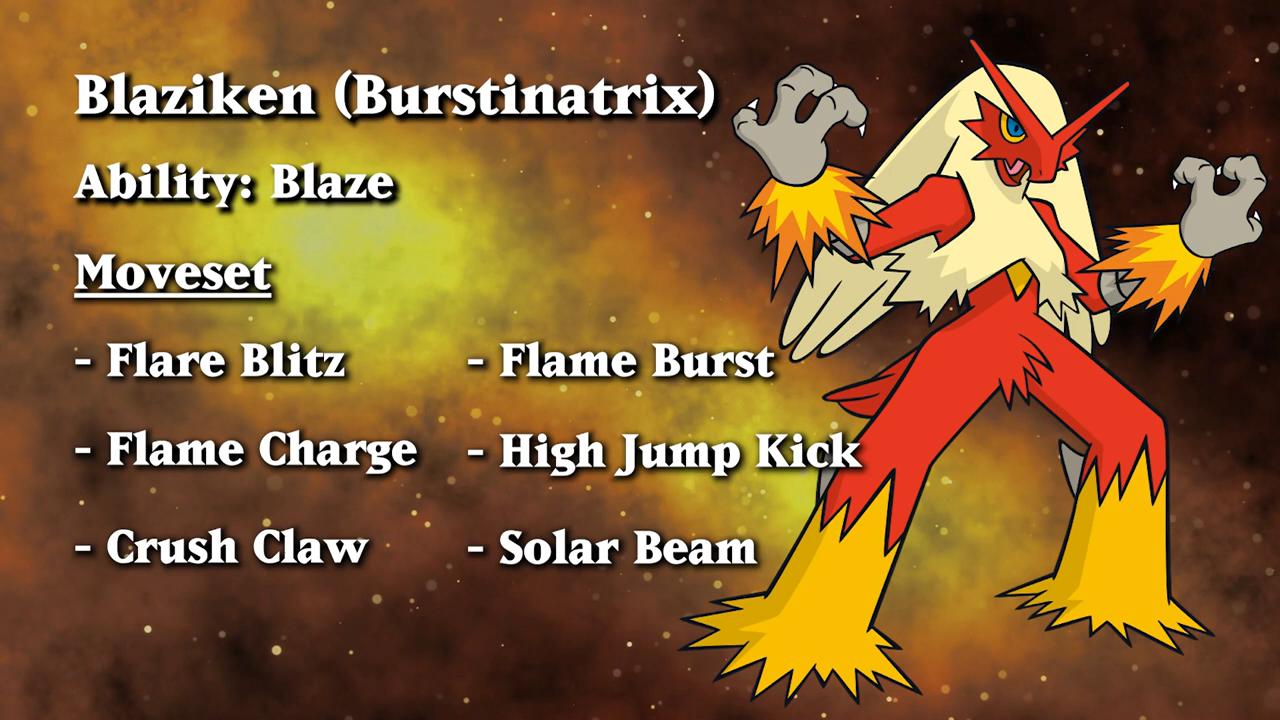 Blaziken (Burstinatrix)
Ability: Blaze
Moveset
- Flare Blitz
- Flame Burst
- Flame Charge
- High Jump Kick
- Crush Claw
- Solar Beam